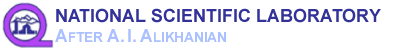 NATIONAL SCIENTIFIC LABORATORY
AFTER A. I. ALIKHANIAN